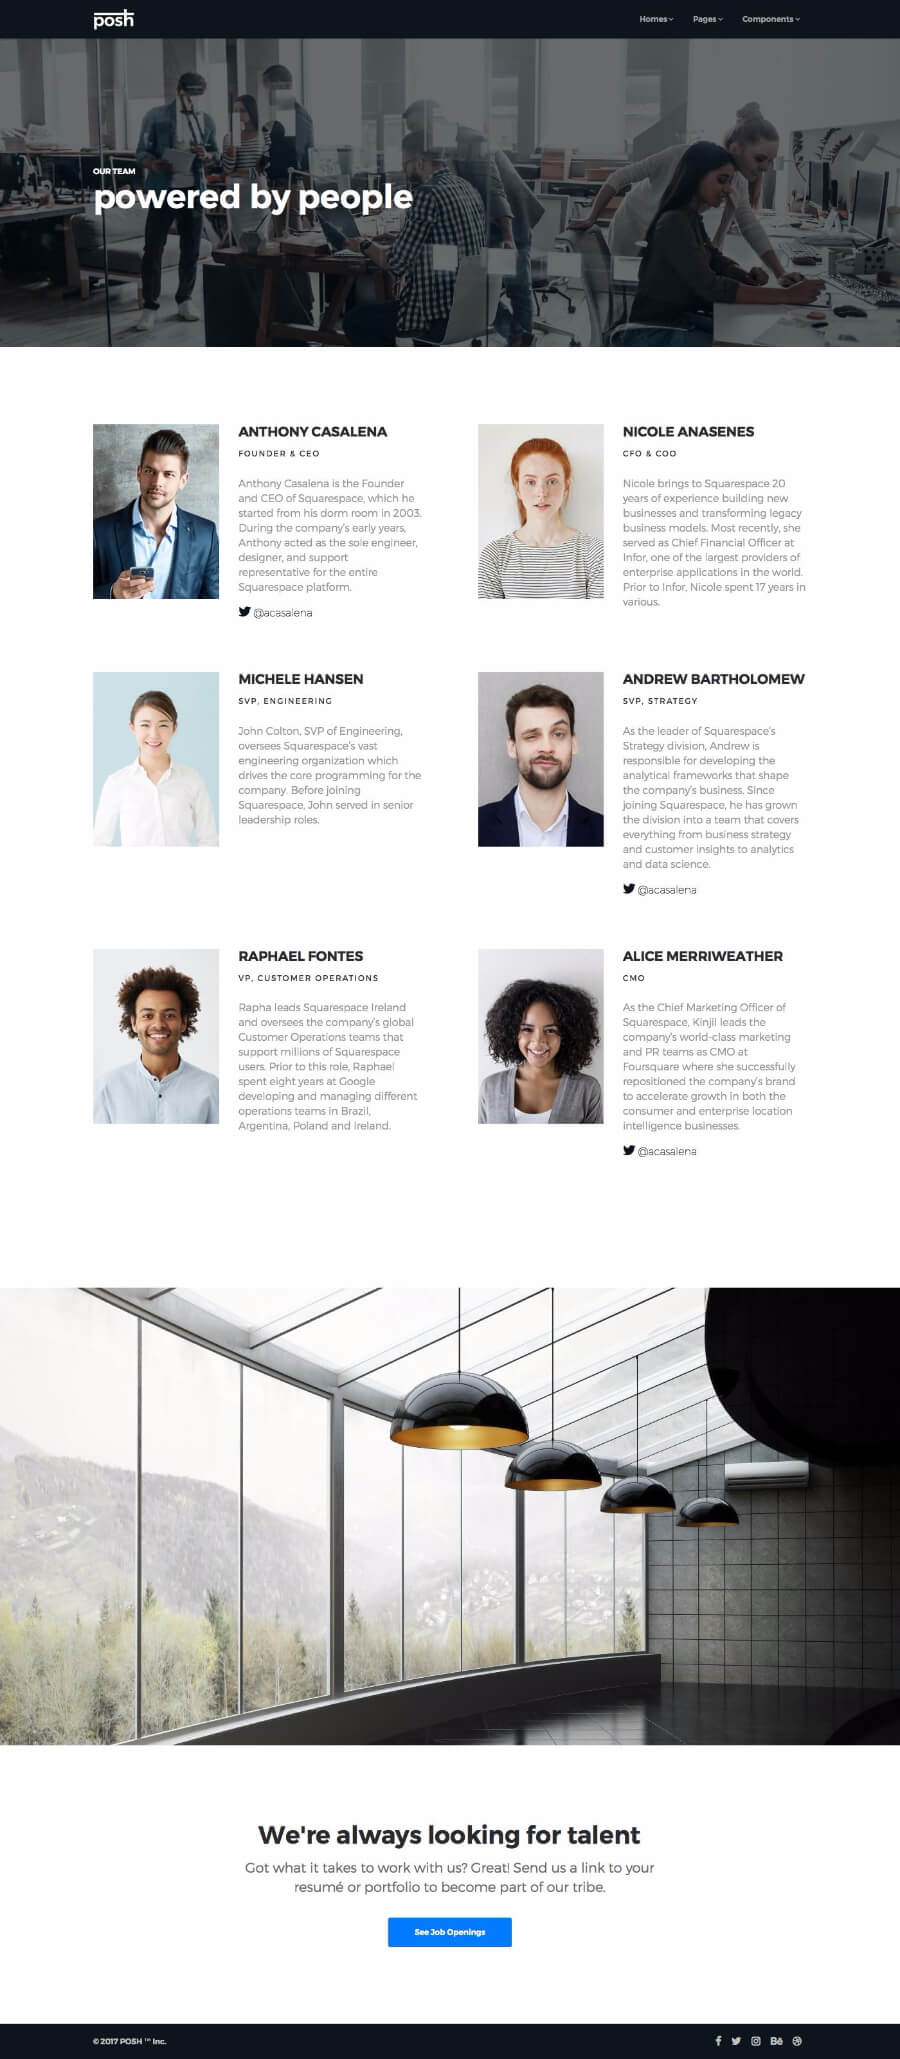 posh
Homes
Pages
Components
OUR TEAM
powered by people
ANTHONY CASALENA
FOUNDER & CEO
Anthony Casalena is the Founder
and CEO of Squarespace, which he
started from his dorm room in 2003.
During the company's early years,
Anthony acted as the sole engineer,
designer, and support
representative for the entire
Squarespace platform.
@acasalena
NICOLE ANASENES
CFO & COO
Nicole brings to Squarespace 20
years of experience building new
businesses and transforming legacy
business models. Most recently, she
served as Chief Financial Officer at
Infor, one of the largest providers of
enterprise applications in the world.
Prior to Infor, Nicole spent 17 years in
various.
MICHELE HANSEN
SVP, ENGINEERING
John Colton, SVP of Engineering,
oversees Squarespace's vast
engineering organization which
drives the core programming for the
company. Before joining
Squarespace, John served in senior
leadership roles.
ANDREW BARTHOLOMEW
SVP, STRATEGY
As the leader of Squarespace's
Strategy division, Andrew is
responsible for developing the
analytical frameworks that shape
the company's business. Since
joining Squarespace, he has grown
the division into a team that covers
everything from business strategy
and customer insights to analytics
and data science.
@acasalena
RAPHAEL FONTES
VP, CUSTOMER OPERATIONS
Rapha leads Squarespace Ireland
and oversees the company's global
Customer Operations teams that
support millions of Squarespace
users. Prior to this role, Raphael
spent eight years at Google
developing and managing different
operations teams in Brazil,
Argentina, Poland and Ireland.
ALICE MERRIWEATHER
CMO
As the Chief Marketing Officer of
Squarespace, Kinjil leads the
company's world-class marketing
and PR teams as CMO at
Foursquare where she successfully
repositioned the company's brand
to accelerate growth in both the
consumer and enterprise location
intelligence businesses.
@acasalena
We're always looking for talent
Got what it takes to work with us? Great! Send us a link to your
resumé or portfolio to become part of our tribe.
See Job Openings
© 2017 POSH ™ Inc.